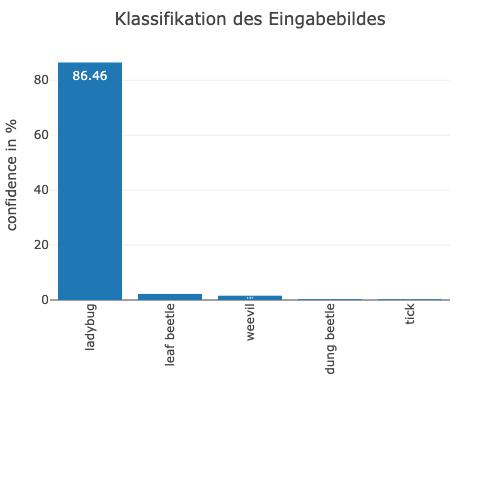 Klassifikation des Eingabebildes
confidence in %
80
60
40
20
0
86.46
ladybug
leaf beetle
weevil
dung beetle
tick